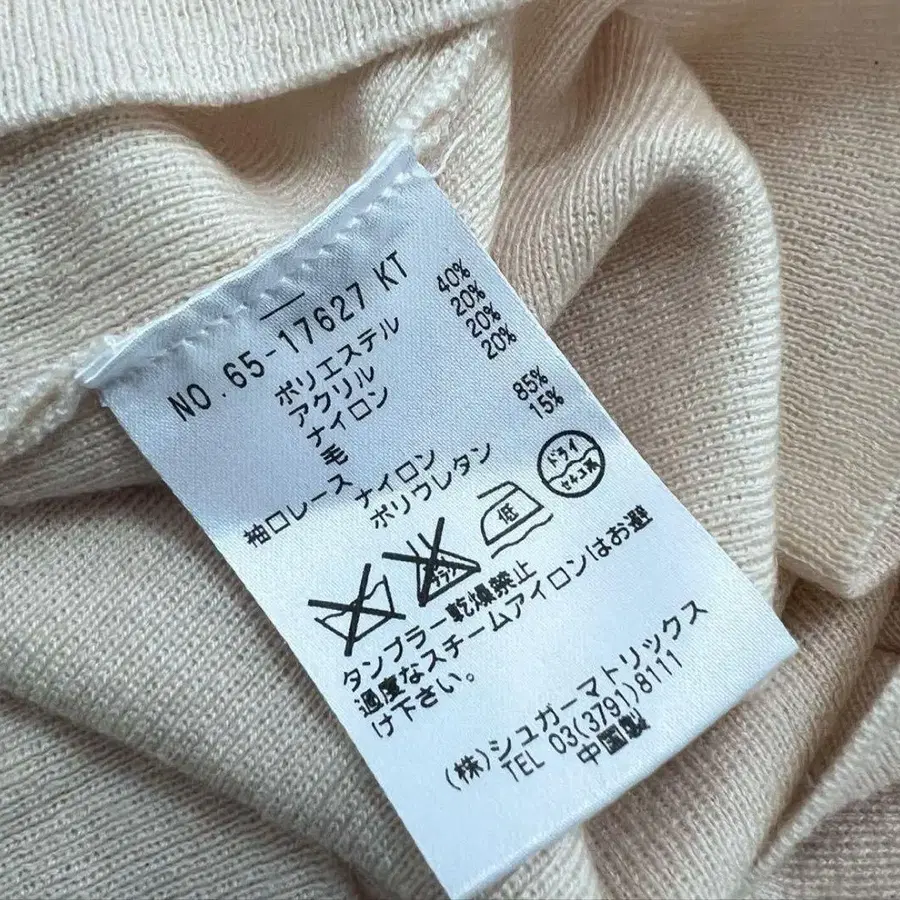 NO.65-17627 KT
ポリエステル 40%
アクリル 20%
ナイロン 20%
毛 20%
袖口レース ナイロン 85%
ポリウレタン 15%
低
ドライ
セキユ系
タンブラー乾燥禁止
過度なスチームアイロンはお避
け下さい。
(株)シュガーマトリックス
TEL 03(3791)8111
中国製